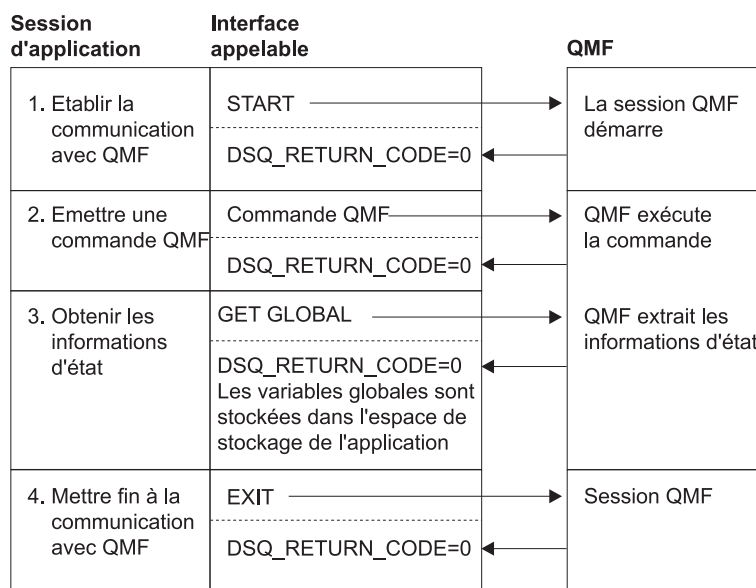 Session
d'application
Interface
appelable
QMF
1. Etablir la
communication
avec QMF
START
DSQ_RETURN_CODE=0
La session QMF
démarre
2. Emettre une
commande QMF
Commande QMF
DSQ_RETURN_CODE=0
QMF exécute
la commande
3. Obtenir les
informations
d'état
GET GLOBAL
DSQ_RETURN_CODE=0
Les variables globales sont
stockées dans l'espace de
stockage de l'application
QMF extrait les
informations d'état
4. Mettre fin à la
communication
avec QMF
EXIT
DSQ_RETURN_CODE=0
Session QMF